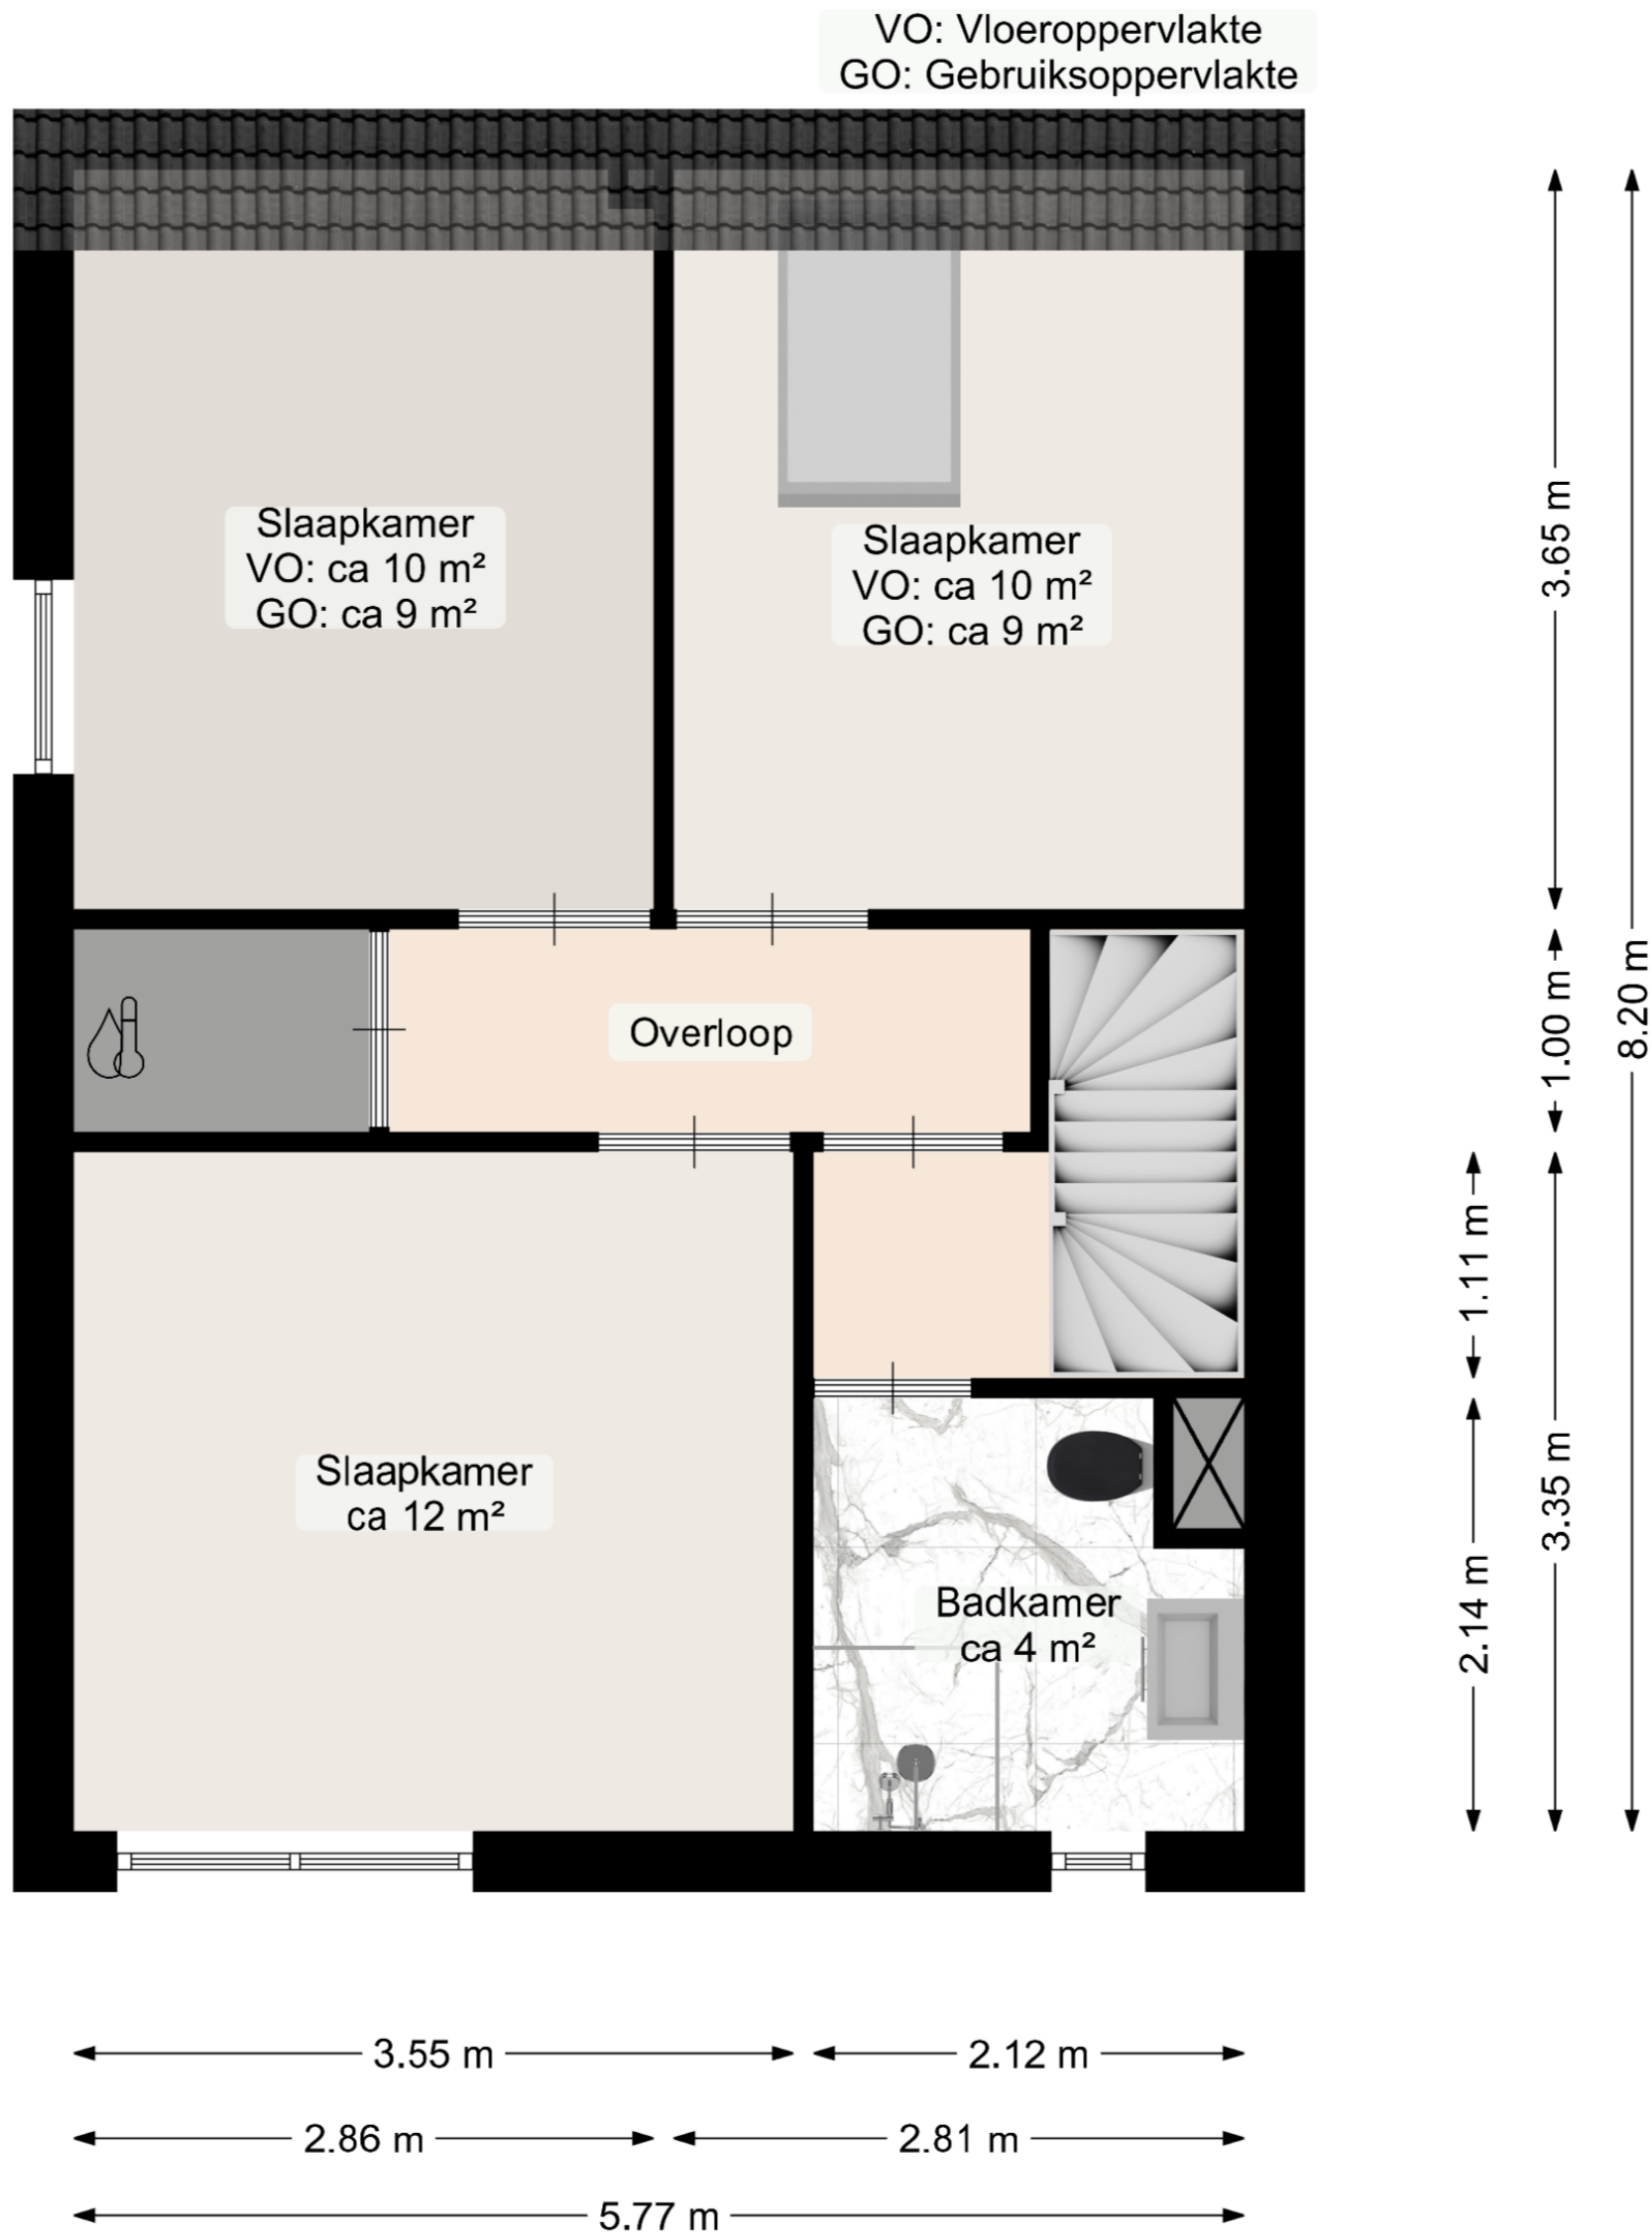 VO: Vloeroppervlakte
GO: Gebruiksoppervlakte
Slaapkamer
VO: ca 10 m²
GO: ca 9 m²
Slaapkamer
VO: ca 10 m²
GO: ca 9 m²
3.65 m
Overloop
1.00 m
8.20 m
1.11 m
Slaapkamer
ca 12 m²
Badkamer
ca 4 m²
2.14 m
3.35 m
3.55 m
2.12 m
2.86 m
2.81 m
5.77 m